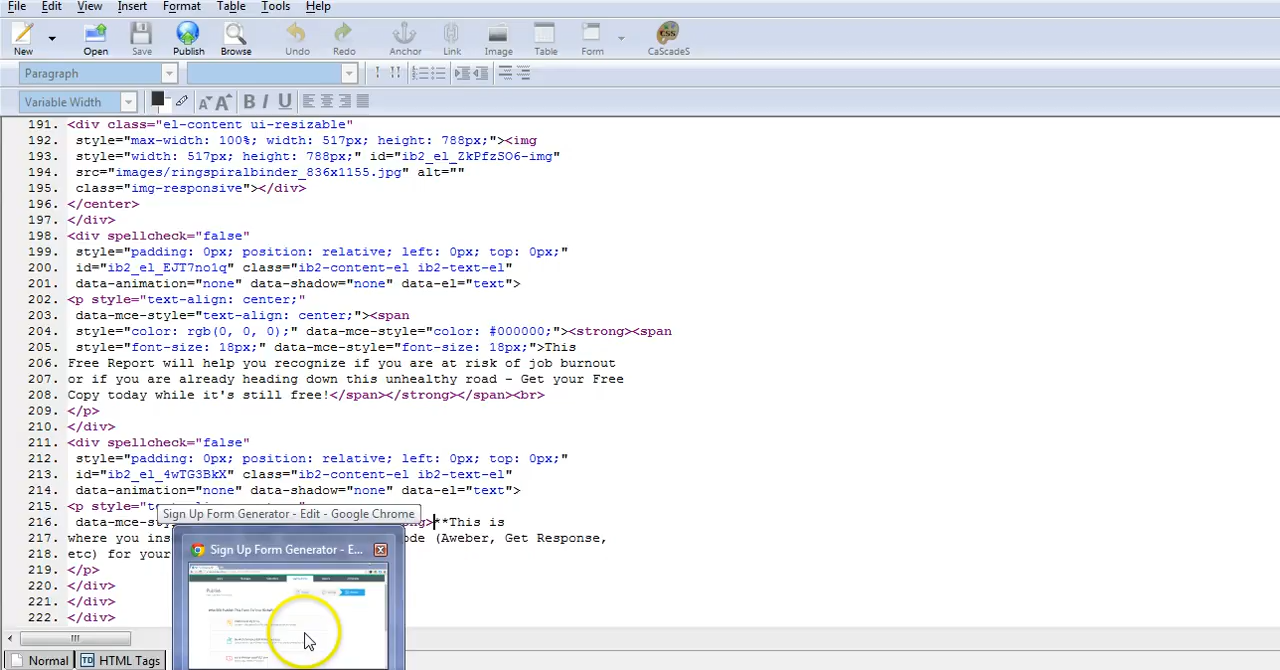 File Edit View Insert Format Table Tools Help
New Open Save Publish Browse Undo Redo Anchor Link Image Table Form CaScadeS
Paragraph
Variable Width B I U
191. <div class="el-content ui-resizable"
192. style="max-width: 100%; width: 517px; height: 788px;"><img
193. style="width: 517px; height: 788px;" id="ib2_el_ZkPfzSO6-img"
194. src="images/ringspiralbinder_836x1155.jpg" alt=""
195. class="img-responsive"></div>
196. </center>
197. </div>
198. <div spellcheck="false"
199. style="padding: 0px; position: relative; left: 0px; top: 0px;"
200. id="ib2_el_EJT7no1q" class="ib2-content-el ib2-text-el"
201. data-animation="none" data-shadow="none" data-el="text">
202. <p style="text-align: center;"
203. data-mce-style="text-align: center;"><span
204. style="color: rgb(0, 0, 0);" data-mce-style="color: #000000;"><strong><span
205. style="font-size: 18px;" data-mce-style="font-size: 18px;">This
206. Free Report will help you recognize if you are at risk of job burnout
207. or if you are already heading down this unhealthy road - Get your Free
208. Copy today while it's still free!</span></strong></span><br>
209. </p>
210. </div>
211. <div spellcheck="false"
212. style="padding: 0px; position: relative; left: 0px; top: 0px;"
213. id="ib2_el_4wTG3BkX" class="ib2-content-el ib2-text-el"
214. data-animation="none" data-shadow="none" data-el="text">
215. <p style="
Sign Up Form Generator - Edit - Google Chrome
216. **This is
217. where you (Aweber, Get Response,
Sign Up Form Generator - E...
218. etc) for your
219. </p>
220. </div>
221. </div>
222. </div>
Normal HTML Tags